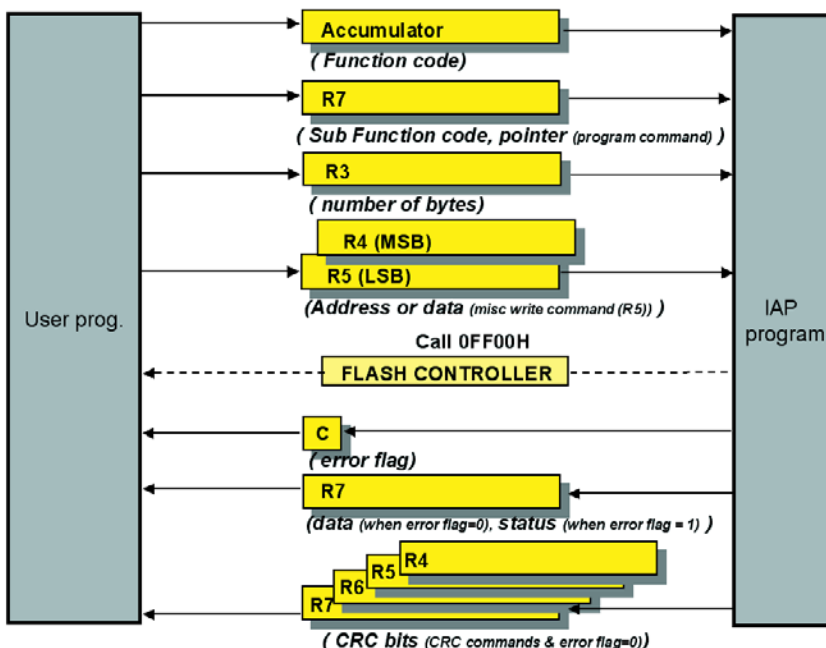 Accumulator
( Function code)
R7
( Sub Function code, pointer (program command) )
R3
( number of bytes)
R4 (MSB)
R5 (LSB)
(Address or data (misc write command (R5)) )
User prog.
IAP
program
Call 0FF00H
FLASH CONTROLLER
C
( error flag)
R7
(data (when error flag=0), status (when error flag = 1) )
R4
R5
R6
R7
( CRC bits (CRC commands & error flag=0))